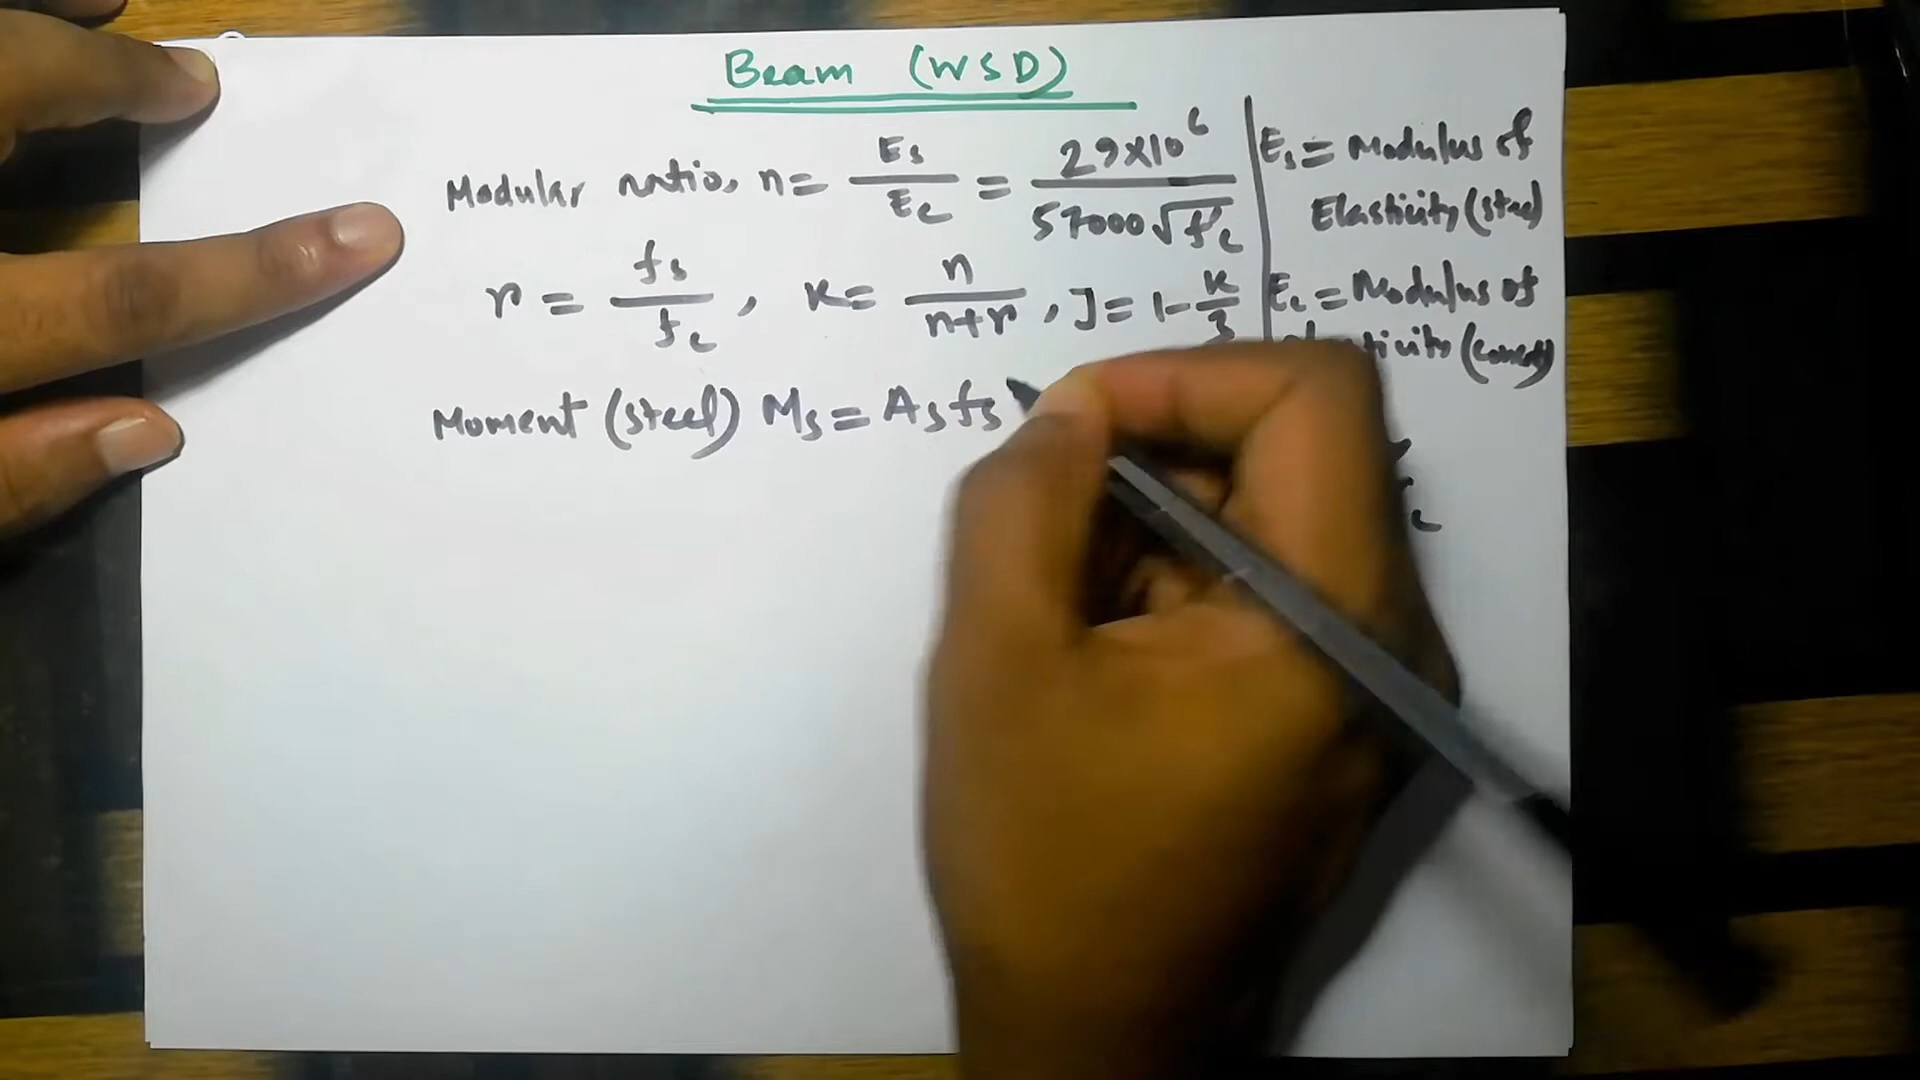 Beam (WSD)
Modular ratio, n = Es / Ec = 29×10^6 / 57000√f'c
r = fs / fc, k = n / n+r, J = 1 - k/3
Moment (steel) Ms = As fs
Es = Modulus of
Elasticity (steel)
Ec = Modulus of